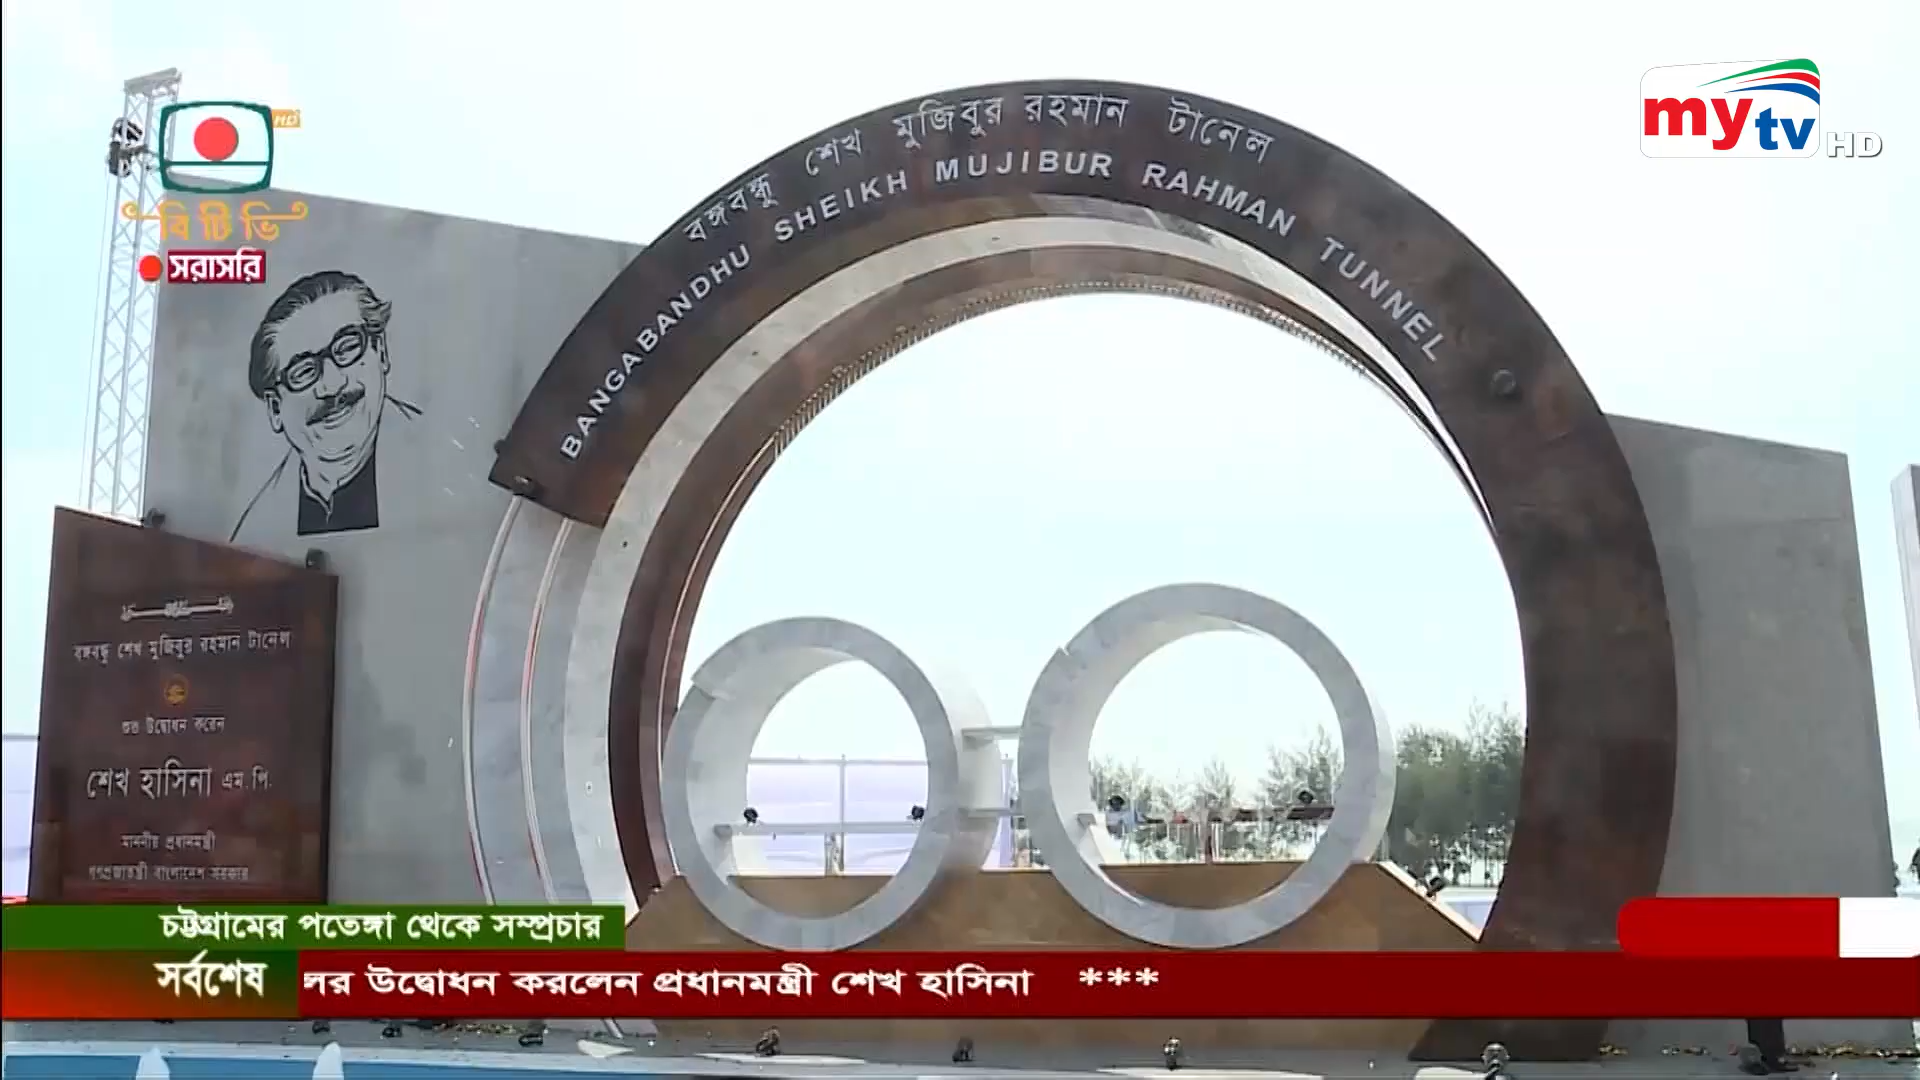 my tv HD
HD
বিটিভি
সরাসরি
বঙ্গবন্ধু শেখ মুজিবুর রহমান টানেল
BANGABANDHU SHEIKH MUJIBUR RAHMAN TUNNEL
বঙ্গবন্ধু শেখ মুজিবুর রহমান টানেল
শুভ উদ্বোধন করেন
শেখ হাসিনা এম.পি.
মাননীয় প্রধানমন্ত্রী
গণপ্রজাতন্ত্রী বাংলাদেশ সরকার
চট্টগ্রামের পতেঙ্গা থেকে সম্প্রচার
সর্বশেষ
লের উদ্বোধন করলেন প্রধানমন্ত্রী শেখ হাসিনা ***